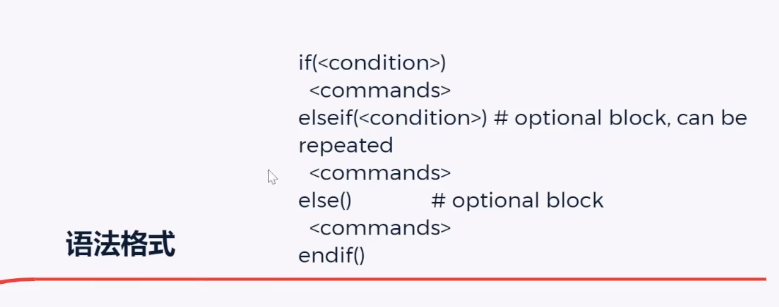 if(<condition>)
<commands>
elseif(<condition>) # optional block, can be
repeated
<commands>
else() # optional block
<commands>
endif()
语法格式